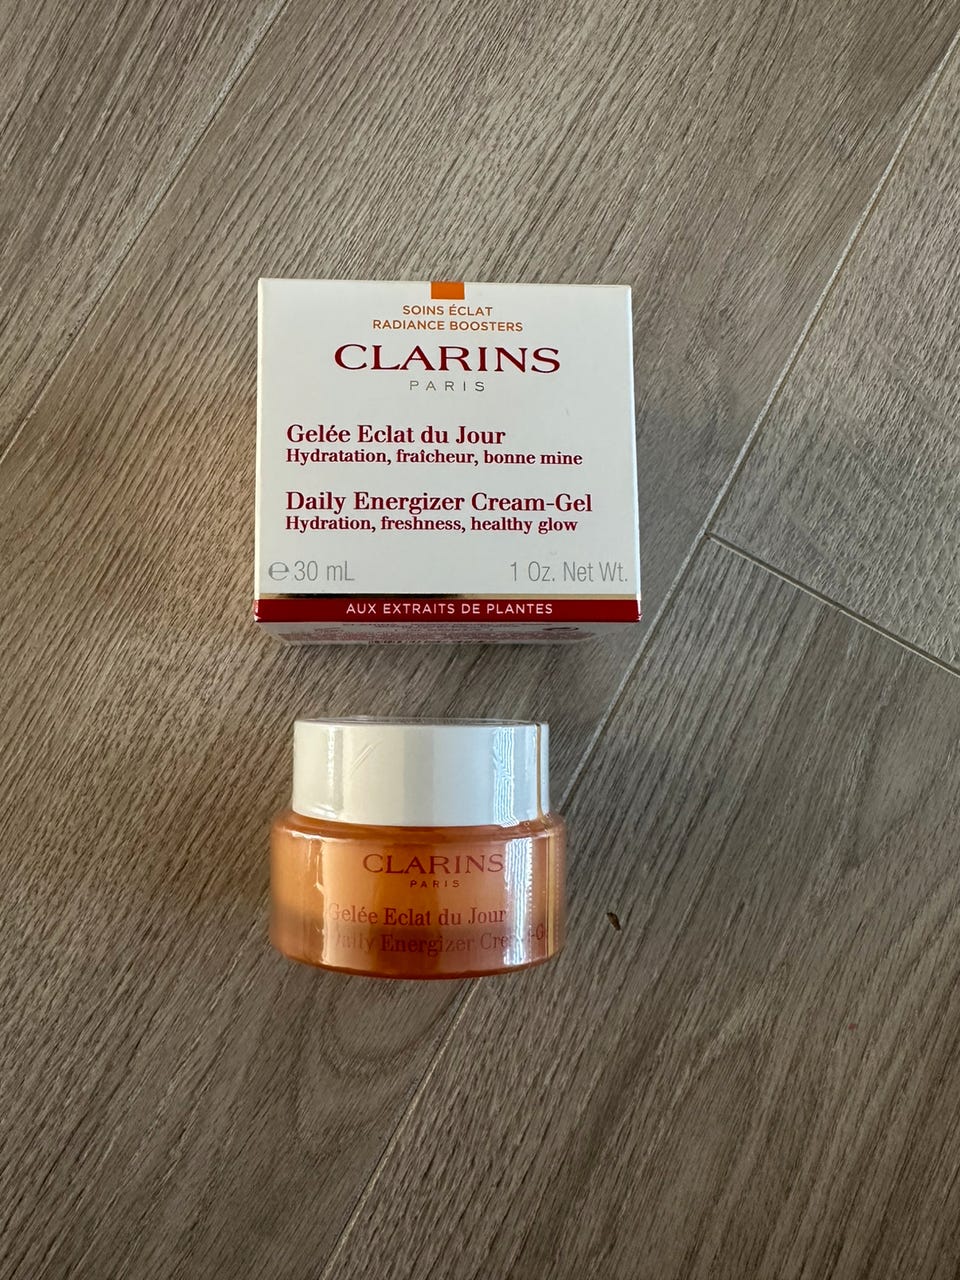 SOINS ÉCLAT
RADIANCE BOOSTERS
CLARINS
PARIS
Gelée Eclat du Jour
Hydratation, fraîcheur, bonne mine
Daily Energizer Cream-Gel
Hydration, freshness, healthy glow
℮ 30 mL 1 Oz. Net Wt.
AUX EXTRAITS DE PLANTES
CLARINS
PARIS
Gelée Eclat du Jour
Daily Energizer